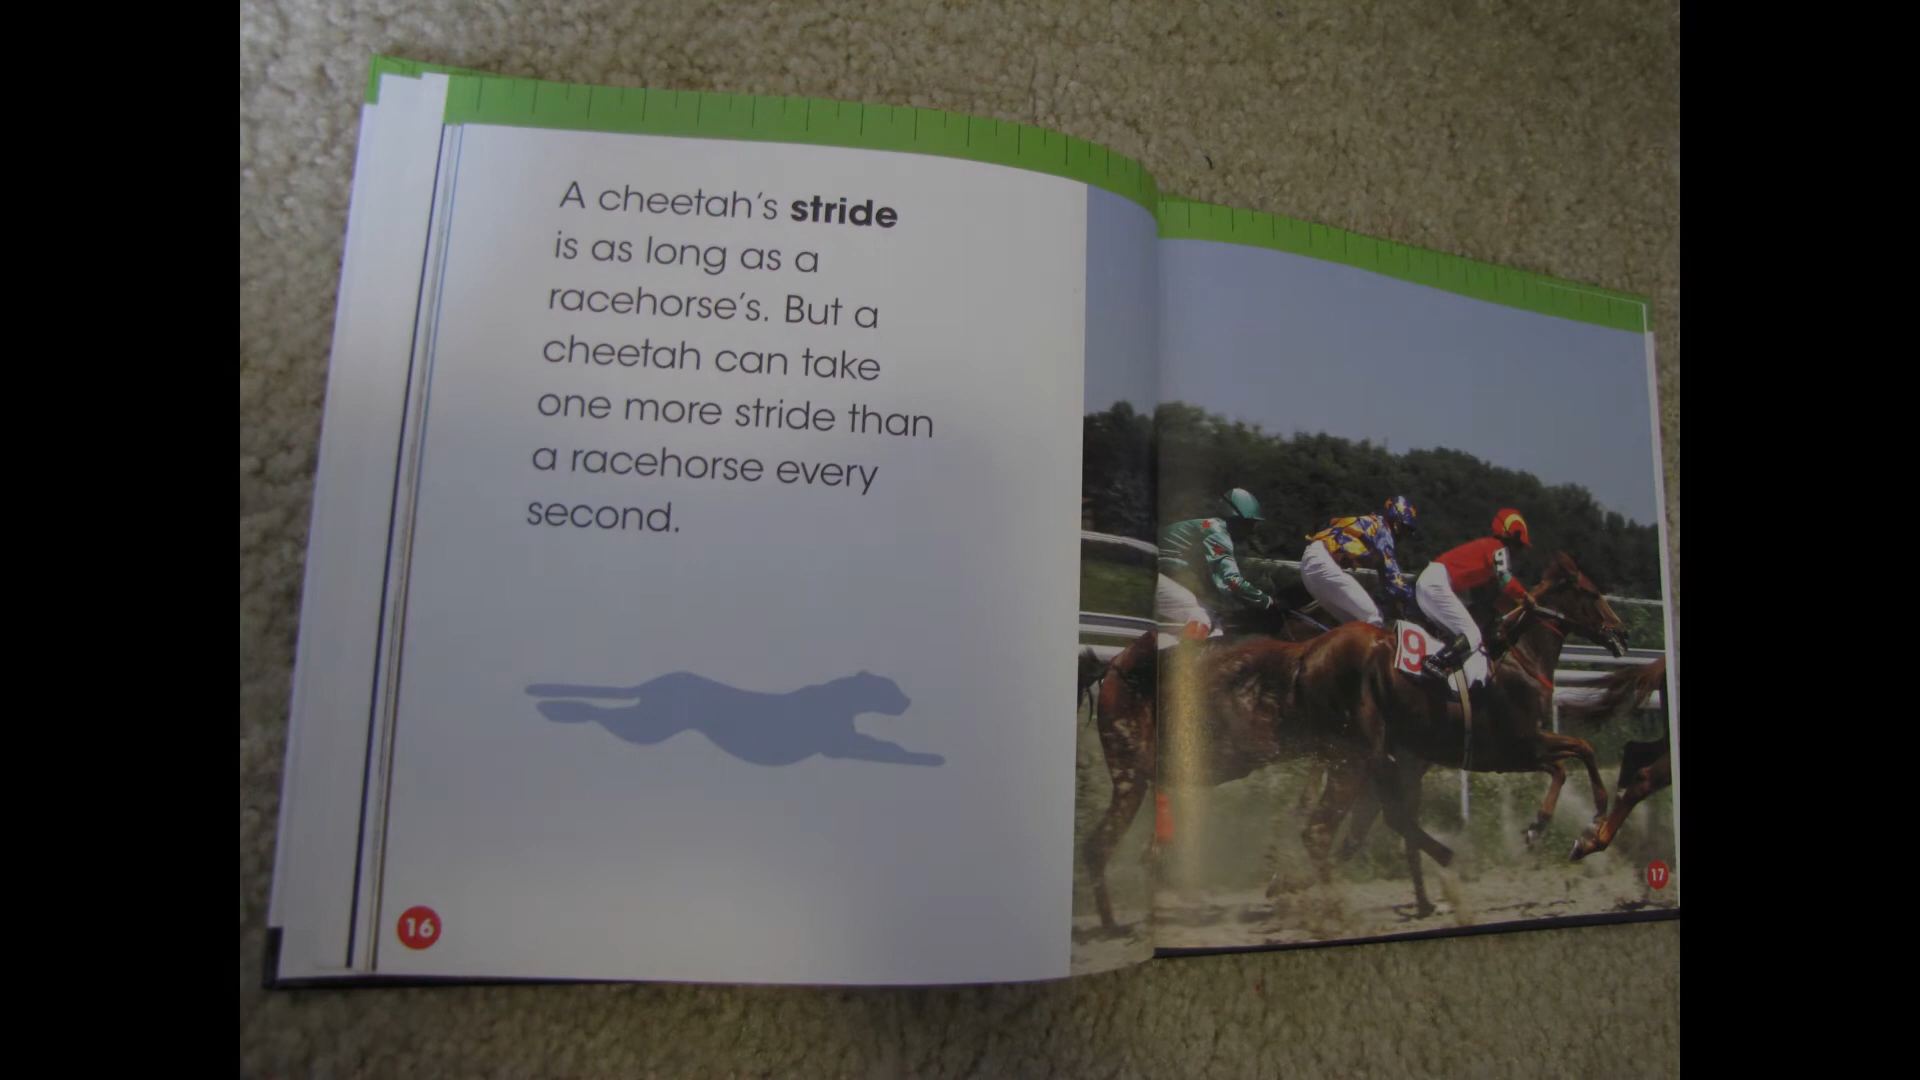 A cheetah's stride
is as long as a
racehorse's. But a
cheetah can take
one more stride than
a racehorse every
second.
16
9
9
17